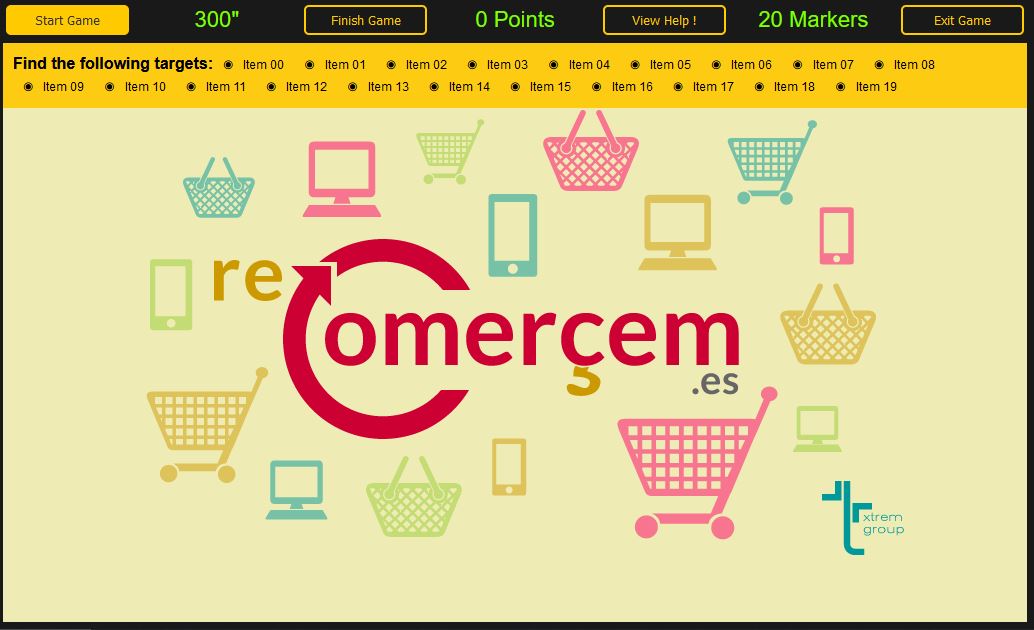 Start Game 300" Finish Game 0 Points View Help ! 20 Markers Exit Game
Find the following targets: ◉ Item 00 ◉ Item 01 ◉ Item 02 ◉ Item 03 ◉ Item 04 ◉ Item 05 ◉ Item 06 ◉ Item 07 ◉ Item 08
◉ Item 09 ◉ Item 10 ◉ Item 11 ◉ Item 12 ◉ Item 13 ◉ Item 14 ◉ Item 15 ◉ Item 16 ◉ Item 17 ◉ Item 18 ◉ Item 19
re
Comerçem
.es
xtrem
group